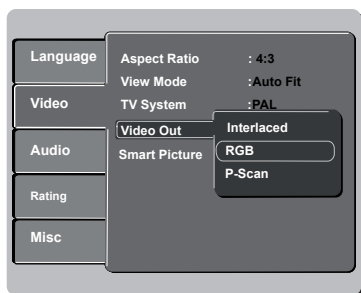 Language
Video
Audio
Rating
Misc
Aspect Ratio : 4:3
View Mode :Auto Fit
TV System :PAL
Video Out
Smart Picture
Interlaced
RGB
P-Scan